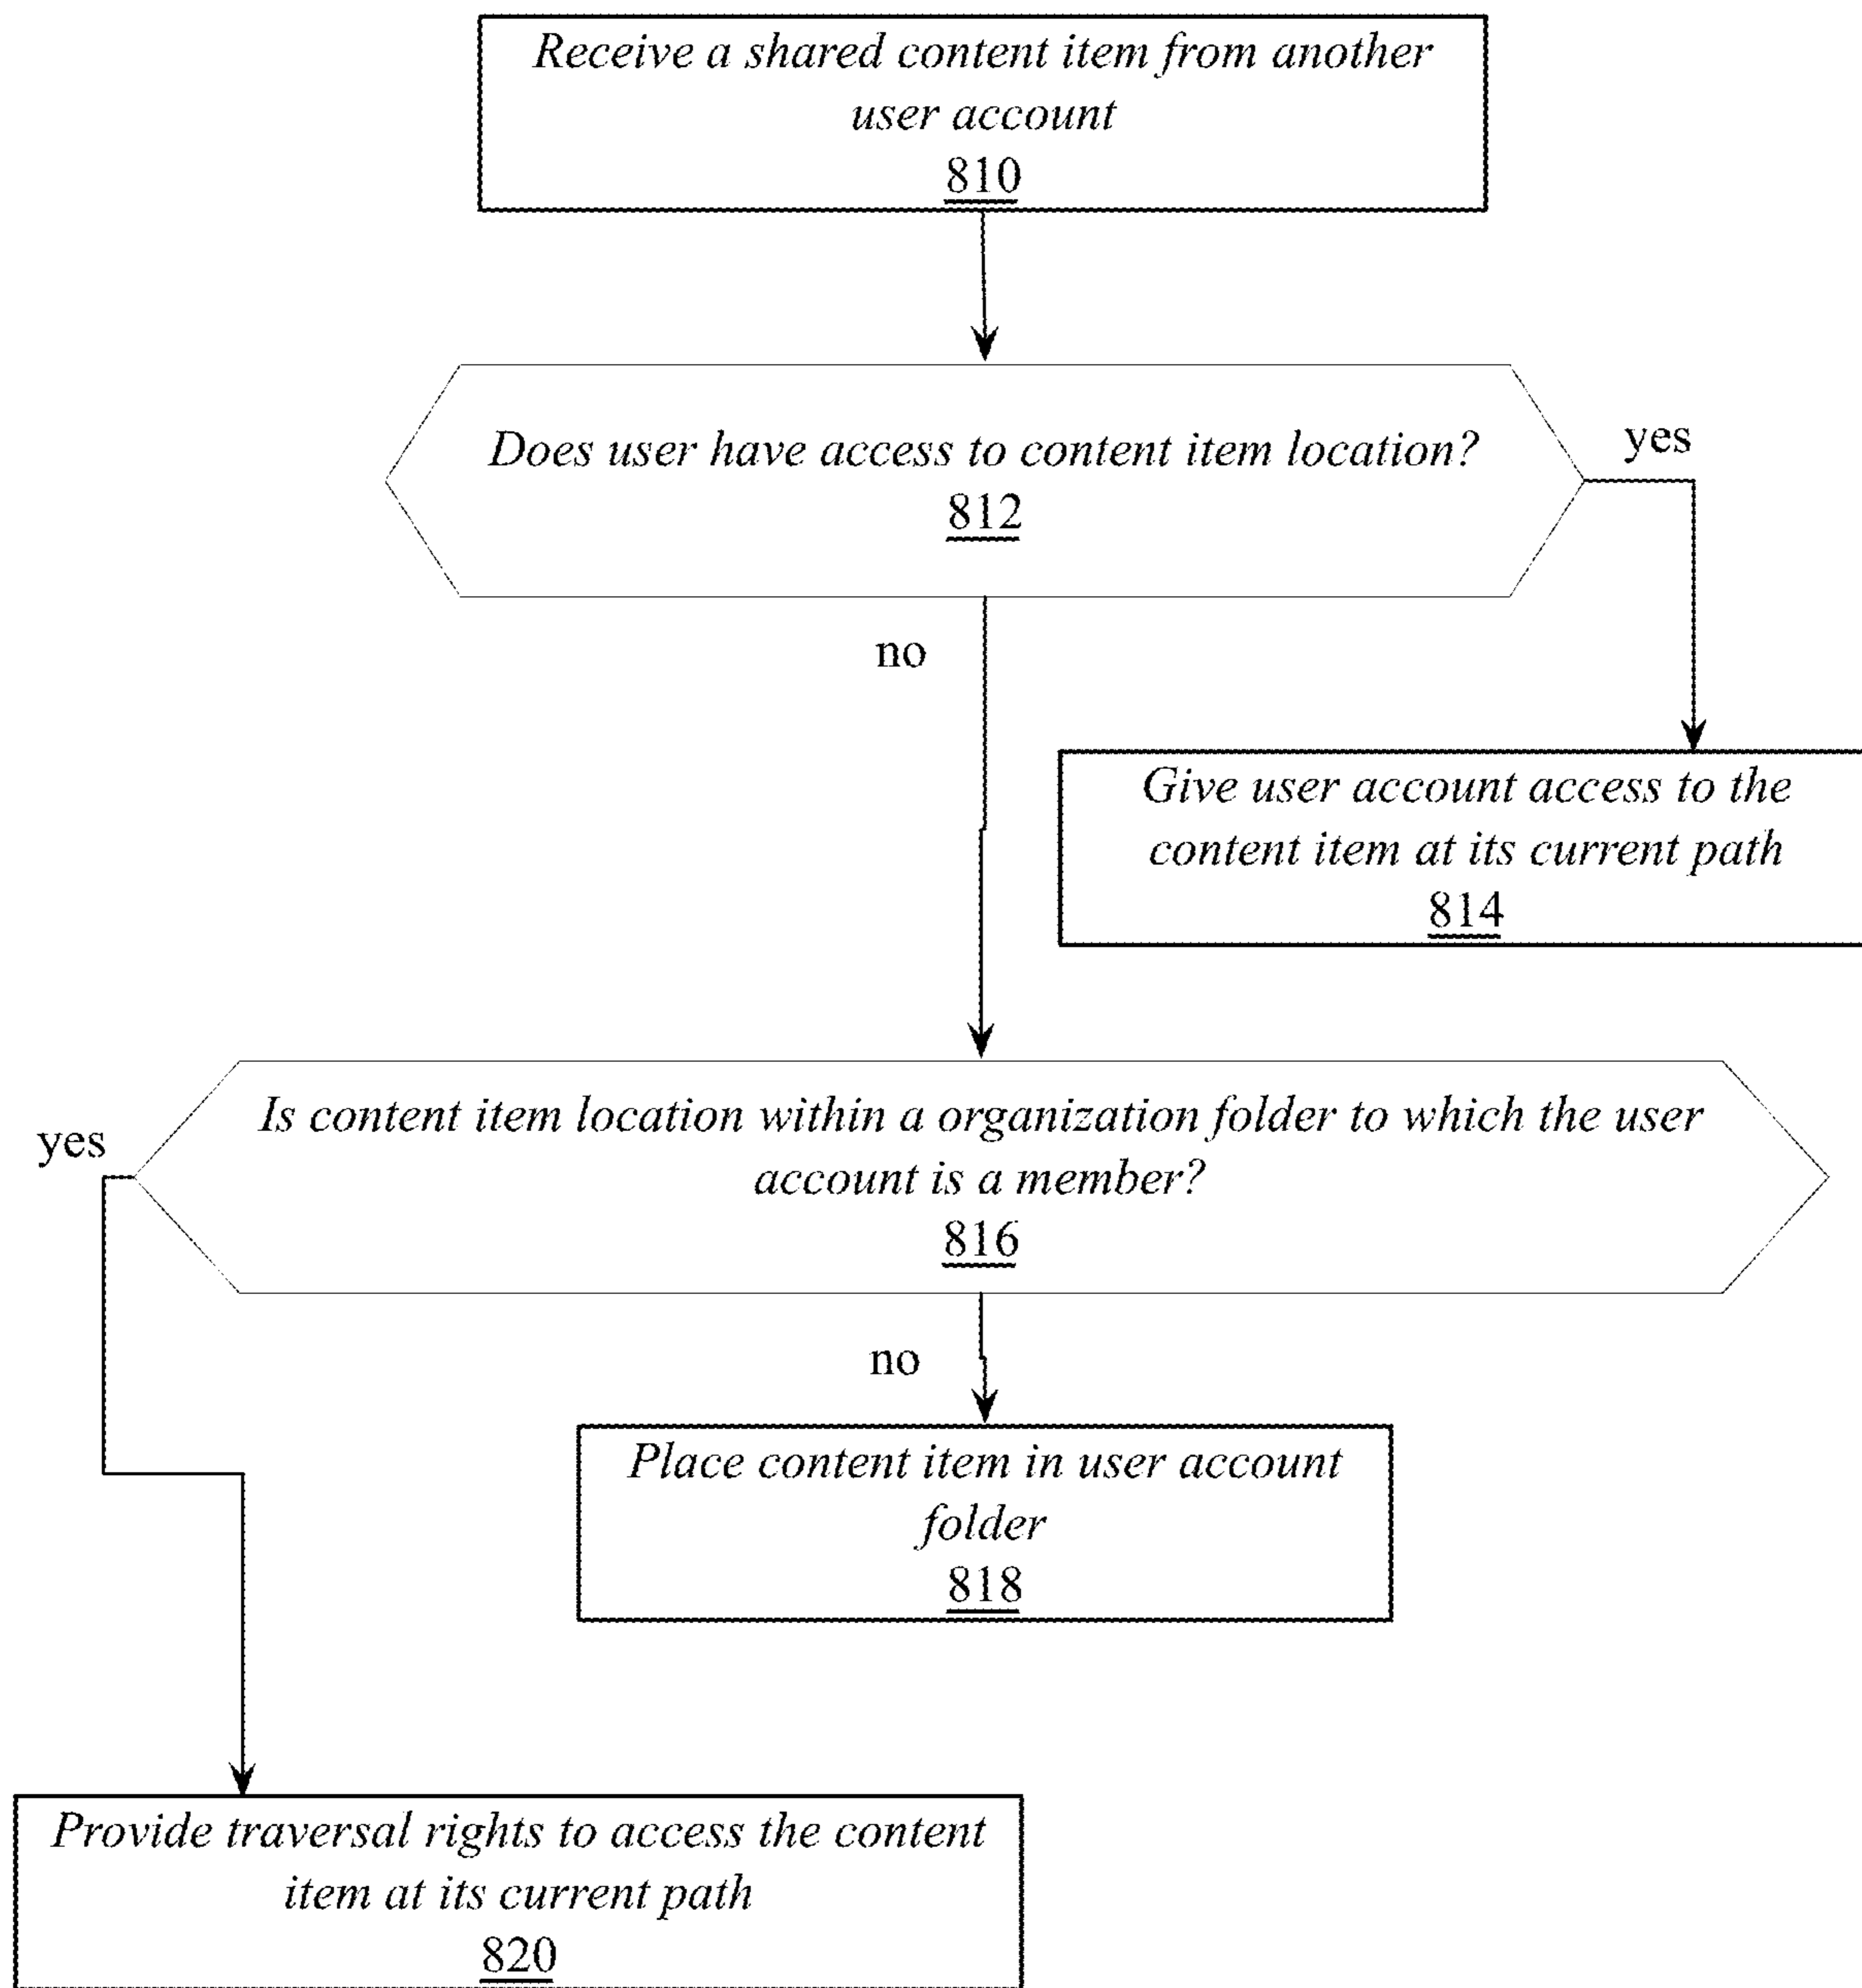 Receive a shared content item from another
user account
810
Does user have access to content item location?
812
yes
no
Give user account access to the
content item at its current path
814
Is content item location within a organization folder to which the user
account is a member?
816
yes
no
Place content item in user account
folder
818
Provide traversal rights to access the content
item at its current path
820